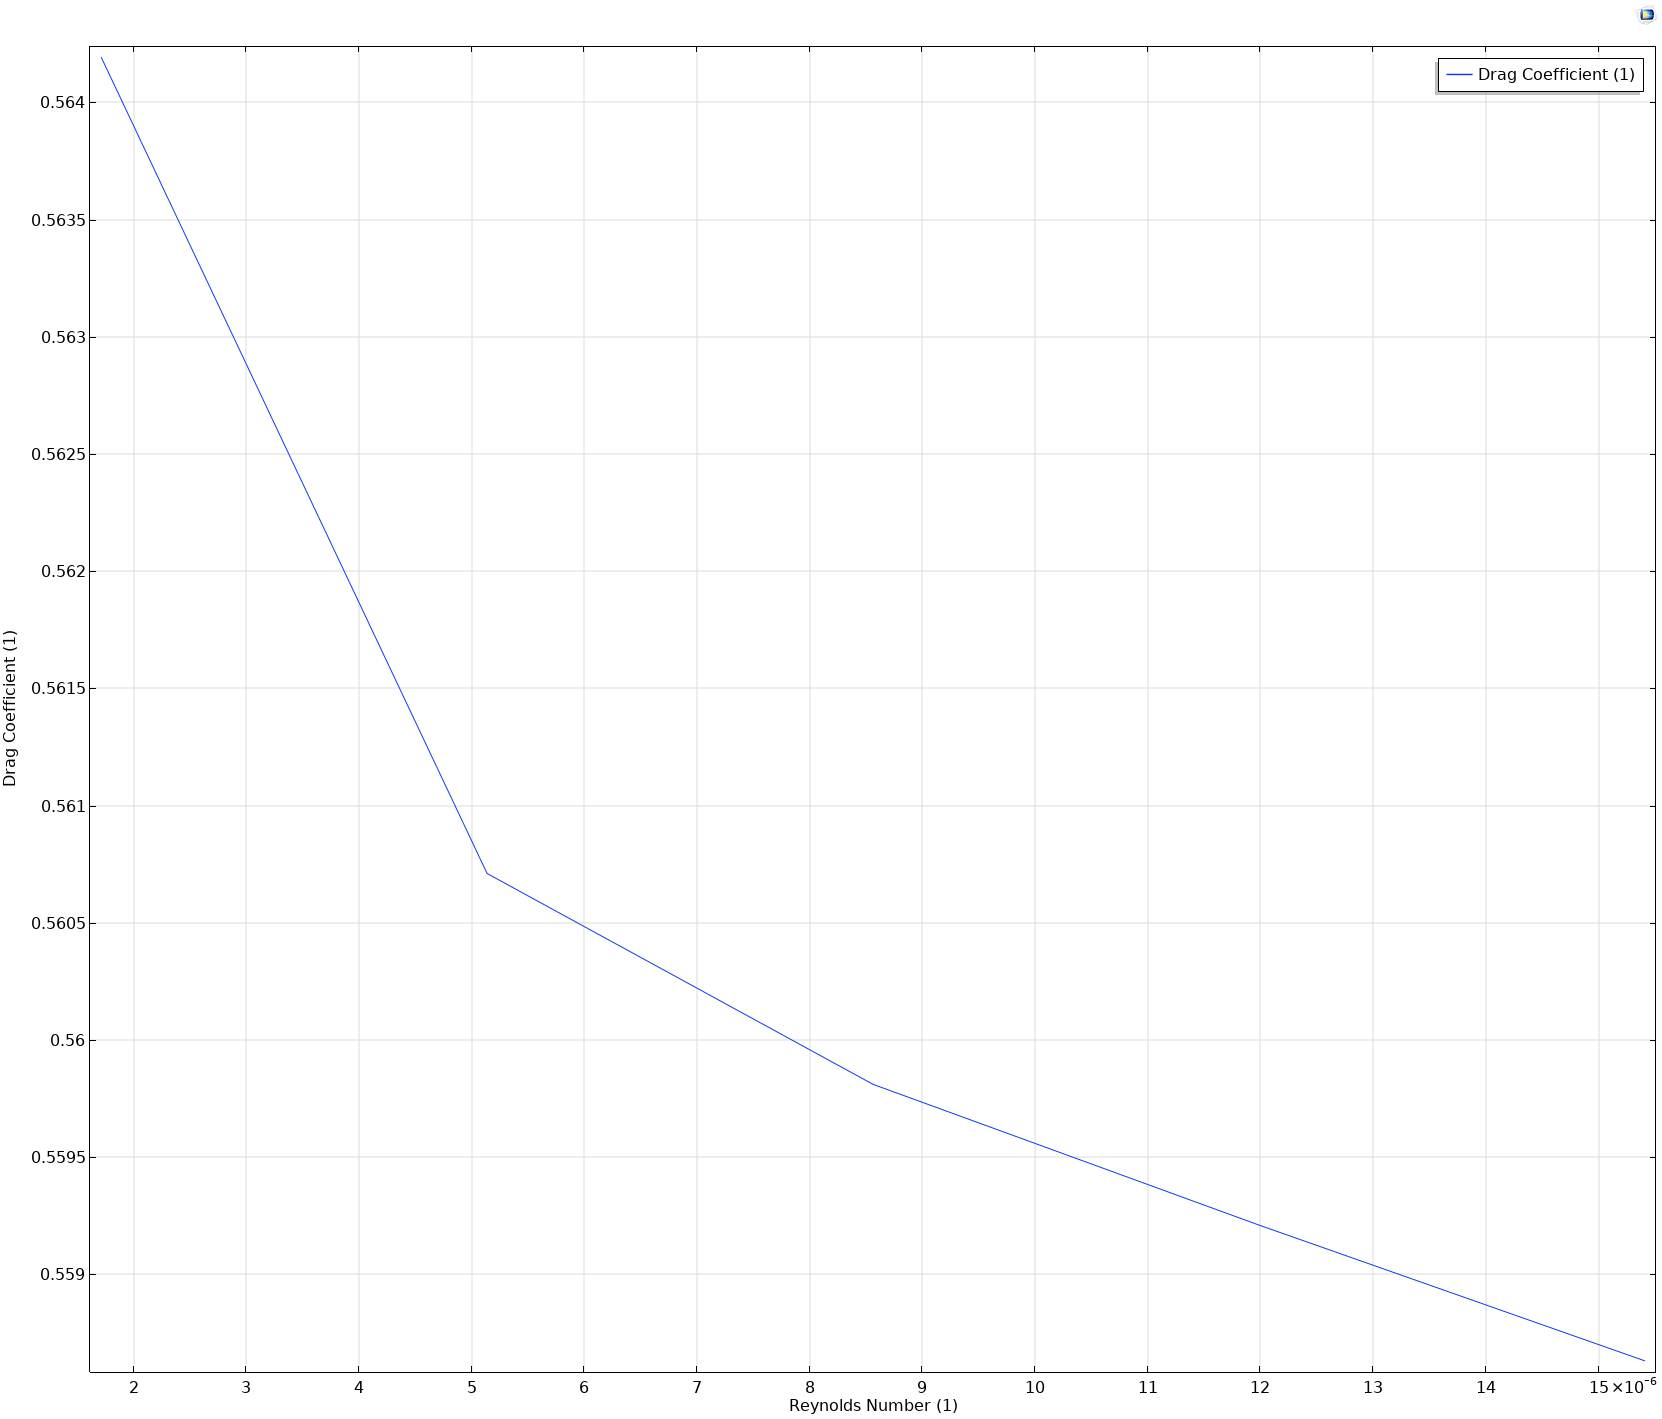 Drag Coefficient (1)
0.564
0.5635
0.563
0.5625
0.562
0.5615
0.561
0.5605
0.56
0.5595
0.559
Drag Coefficient (1)
2 3 4 5 6 7 8 9 10 11 12 13 14 15 ×10⁻⁶
Reynolds Number (1)